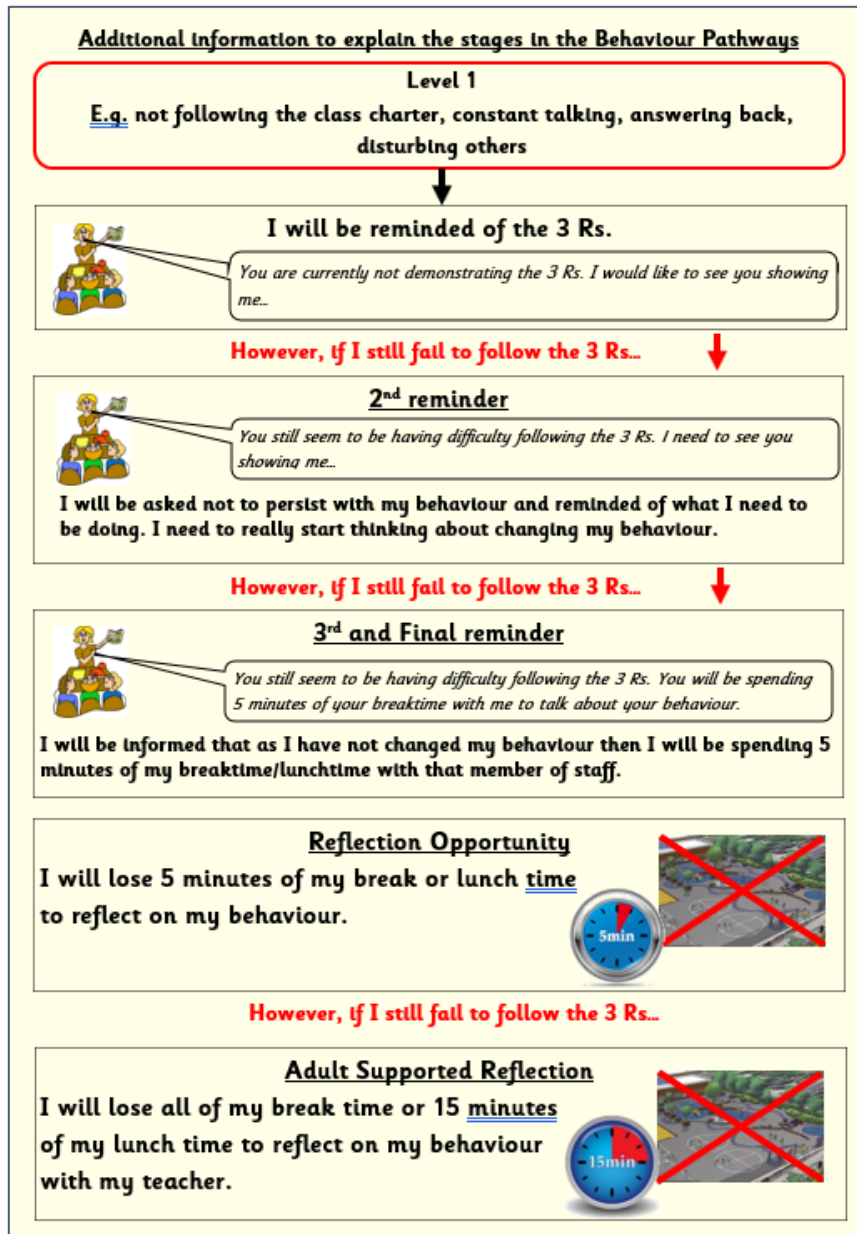 Additional information to explain the stages in the Behaviour Pathways
Level 1
E.g. not following the class charter, constant talking, answering back,
disturbing others
I will be reminded of the 3 Rs.
You are currently not demonstrating the 3 Rs. I would like to see you showing
me...
However, if I still fail to follow the 3 Rs...
2nd reminder
You still seem to be having difficulty following the 3 Rs. I need to see you
showing me...
I will be asked not to persist with my behaviour and reminded of what I need to
be doing. I need to really start thinking about changing my behaviour.
However, if I still fail to follow the 3 Rs...
3rd and Final reminder
You still seem to be having difficulty following the 3 Rs. You will be spending
5 minutes of your breaktime with me to talk about your behaviour.
I will be informed that as I have not changed my behaviour then I will be spending 5
minutes of my breaktime/lunchtime with that member of staff.
Reflection Opportunity
I will lose 5 minutes of my break or lunch time
to reflect on my behaviour.
5min
However, if I still fail to follow the 3 Rs...
Adult Supported Reflection
I will lose all of my break time or 15 minutes
of my lunch time to reflect on my behaviour
with my teacher.
15min